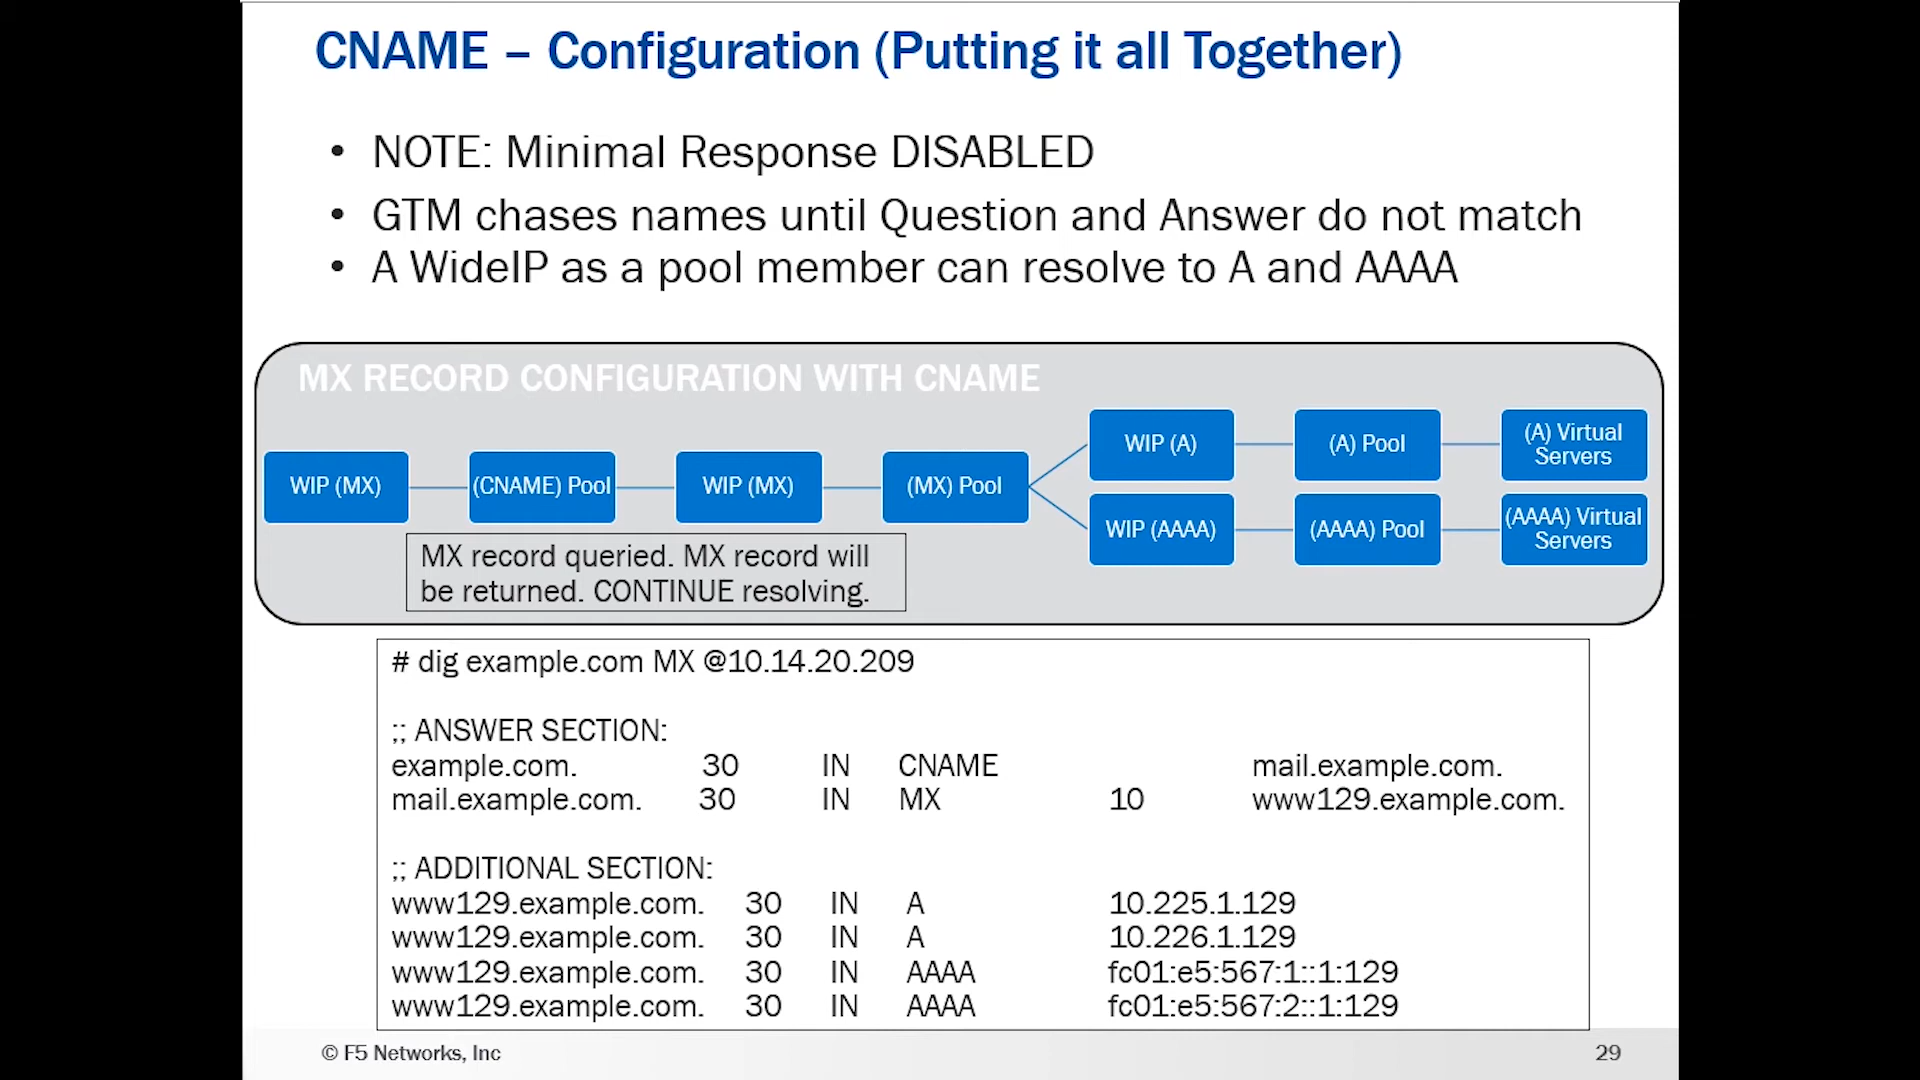 CNAME – Configuration (Putting it all Together)
• NOTE: Minimal Response DISABLED
• GTM chases names until Question and Answer do not match
• A WideIP as a pool member can resolve to A and AAAA
MX RECORD CONFIGURATION WITH CNAME
WIP (MX)
(CNAME) Pool
WIP (MX)
(MX) Pool
WIP (A)
(A) Pool
(A) Virtual
Servers
WIP (AAAA)
(AAAA) Pool
(AAAA) Virtual
Servers
MX record queried. MX record will
be returned. CONTINUE resolving.
# dig example.com MX @10.14.20.209
;; ANSWER SECTION:
example.com. 30 IN CNAME mail.example.com.
mail.example.com. 30 IN MX 10 www129.example.com.
;; ADDITIONAL SECTION:
www129.example.com. 30 IN A 10.225.1.129
www129.example.com. 30 IN A 10.226.1.129
www129.example.com. 30 IN AAAA fc01:e5:567:1::1:129
www129.example.com. 30 IN AAAA fc01:e5:567:2::1:129
© F5 Networks, Inc
29